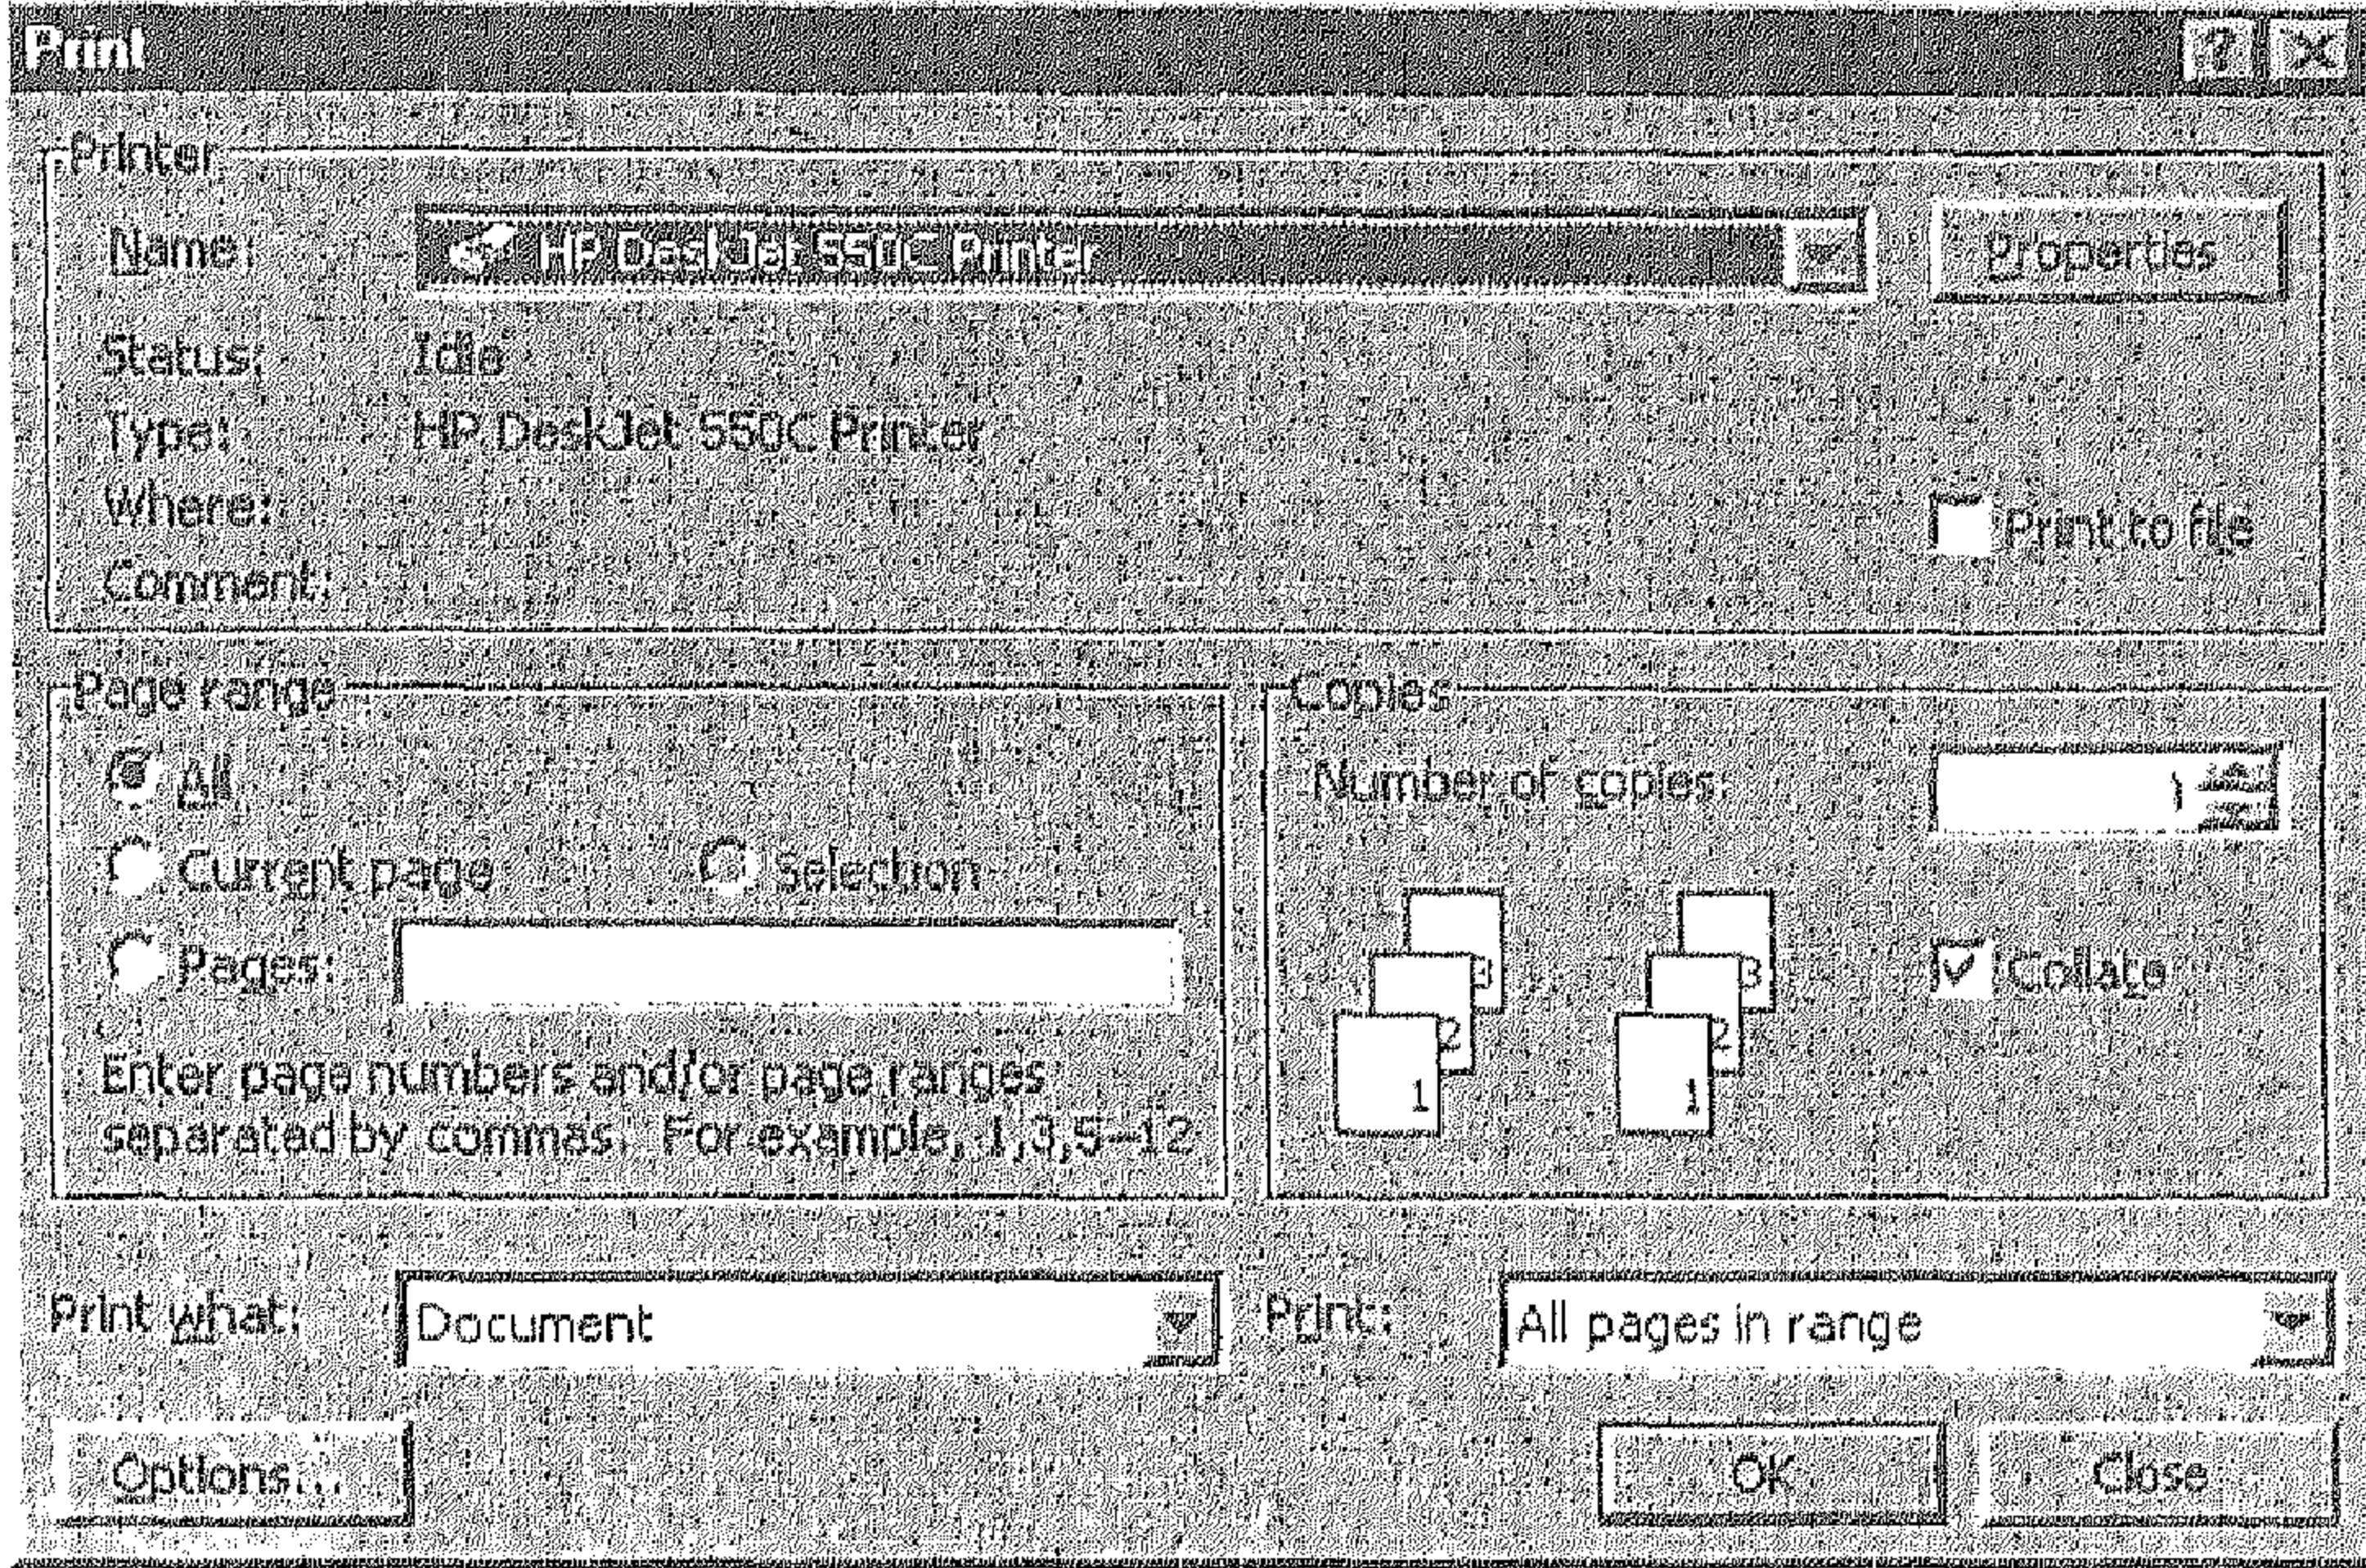 Print
Printer
Name: HP DeskJet 550C Printer Properties
Status: Idle
Type: HP DeskJet 550C Printer
Where:
Print to file
Comment:
Page range
All
Current page Selection
Pages:
Enter page numbers and/or page ranges
separated by commas. For example, 1,3,5–12
Copies
Number of copies: 1
3 3
2 2
1 1
Collate
Print what: Document Print: All pages in range
Options... OK Close